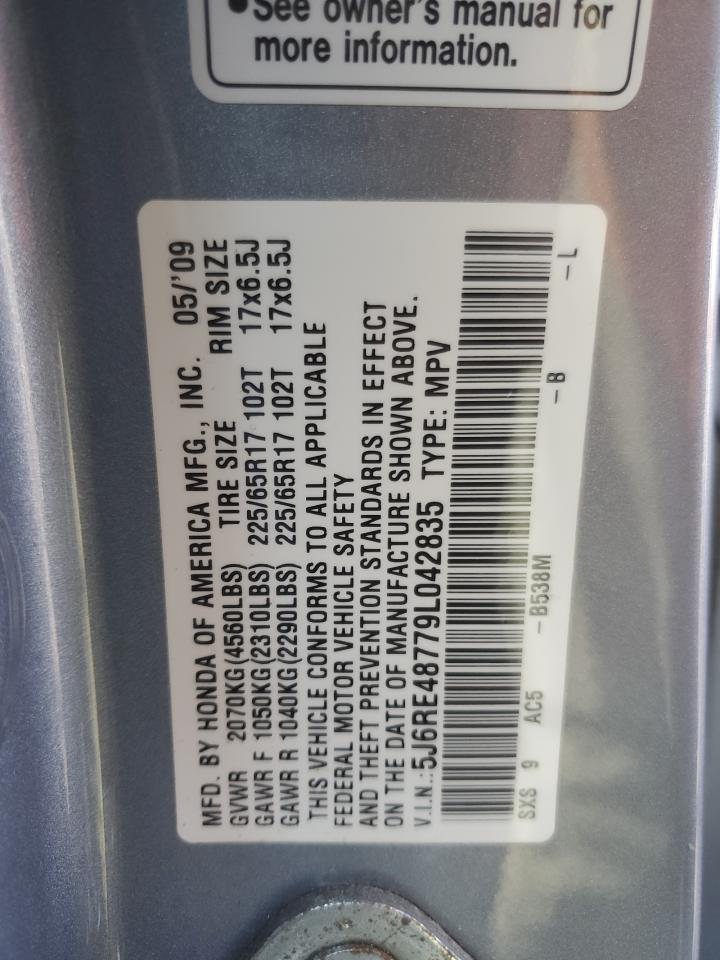 •See owner's manual for
more information.
MFD. BY HONDA OF AMERICA MFG., INC. 05/'09
GVWR 2070KG(4560LBS) TIRE SIZE RIM SIZE
GAWR F 1050KG(2310LBS) 225/65R17 102T 17x6.5J
GAWR R 1040KG(2290LBS) 225/65R17 102T 17x6.5J
THIS VEHICLE CONFORMS TO ALL APPLICABLE
FEDERAL MOTOR VEHICLE SAFETY
AND THEFT PREVENTION STANDARDS IN EFFECT
ON THE DATE OF MANUFACTURE SHOWN ABOVE.
V.I.N.:5J6RE48779L042835 TYPE: MPV
SXS 9 AC5 -B538M -B -L